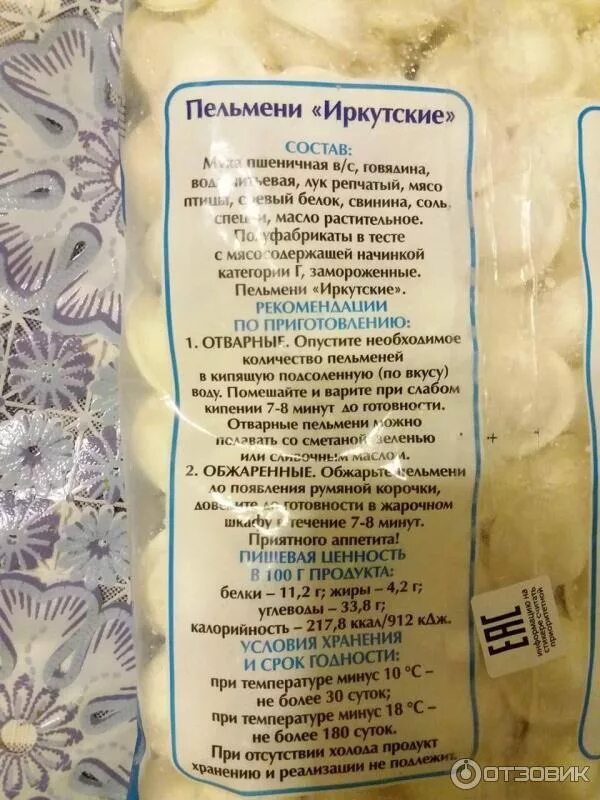 Пельмени «Иркутские»
СОСТАВ:
Мука пшеничная в/с, говядина,
вода питьевая, лук репчатый, мясо
птицы, соевый белок, свинина, соль,
специи, масло растительное.
Полуфабрикаты в тесте
с мясосодержащей начинкой
категории Г, замороженные.
Пельмени «Иркутские».
РЕКОМЕНДАЦИИ
ПО ПРИГОТОВЛЕНИЮ:
1. ОТВАРНЫЕ. Опустите необходимое
количество пельменей
в кипящую подсоленную (по вкусу)
воду. Помешайте и варите при слабом
кипении 7-8 минут до готовности.
Отварные пельмени можно
подавать со сметаной, зеленью
или сливочным маслом.
2. ОБЖАРЕННЫЕ. Обжарьте пельмени
до появления румяной корочки,
доведите до готовности в жарочном
шкафу в течение 7-8 минут.
Приятного аппетита!
ПИЩЕВАЯ ЦЕННОСТЬ
В 100 Г ПРОДУКТА:
белки – 11,2 г; жиры – 4,2 г;
углеводы – 33,8 г;
калорийность – 217,8 ккал/912 кДж.
УСЛОВИЯ ХРАНЕНИЯ
И СРОК ГОДНОСТИ:
при температуре минус 10 °С –
не более 30 суток;
при температуре минус 18 °С –
не более 180 суток.
При отсутствии холода продукт
хранению и реализации не подлежит.
EAC
информацию на
стикере считать
приоритетной
ОТЗОВИК